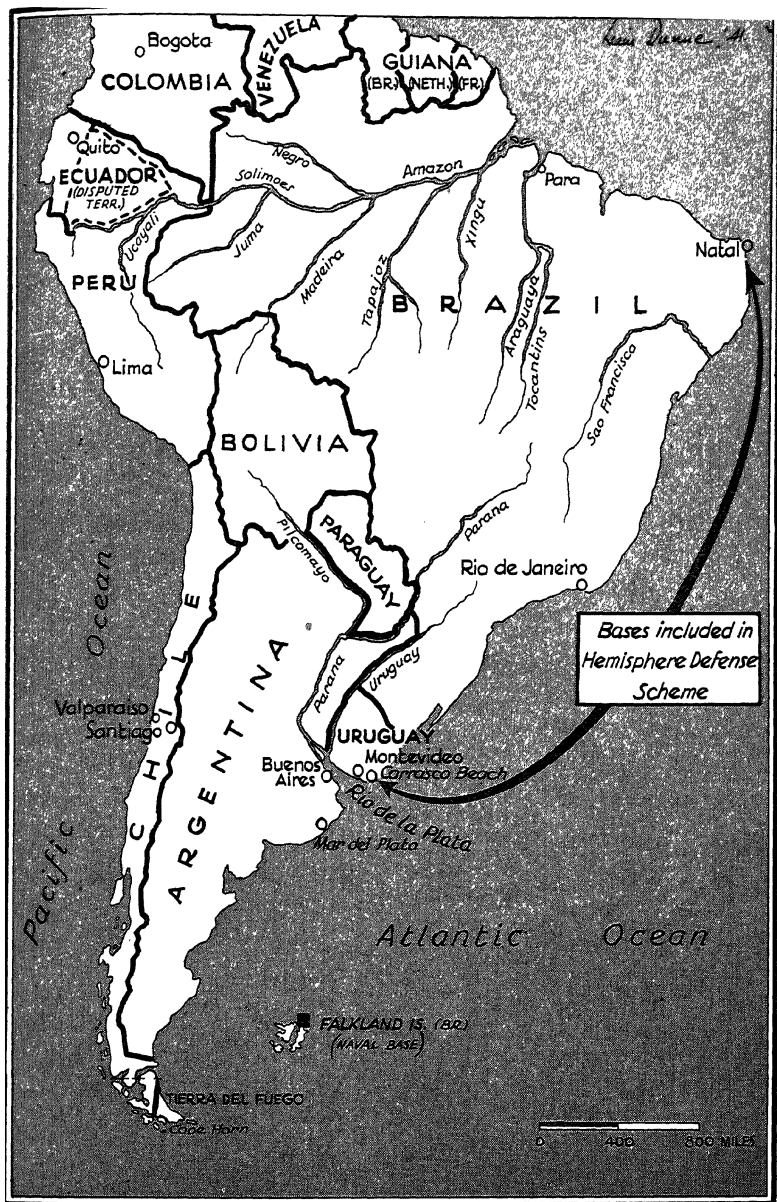 Bogota
COLOMBIA
VENEZUELA
GUIANA
(BR.) (NETH.) (FR.)
Quito
ECUADOR
(DISPUTED
TERR.)
Negro
Solimoes
Amazon
Para
Ucayali
Juma
Madeira
Tapajoz
Xingu
Natal
PERU
BRAZIL
Araguaya
Tocantins
Sao Francisco
Lima
BOLIVIA
Pilcomayo
PARAGUAY
Parana
Rio de Janeiro
Ocean
Bases included in
Hemisphere Defense
Scheme
CHILE
ARGENTINA
Parana
Uruguay
Valparaiso
Santiago
URUGUAY
Montevideo
Carrasco Beach
Buenos
Aires
Rio de la Plata
Mar del Plata
Pacific
Atlantic Ocean
FALKLAND IS. (BR.)
(NAVAL BASE)
TIERRA DEL FUEGO
Cape Horn
0 400 800 MILES